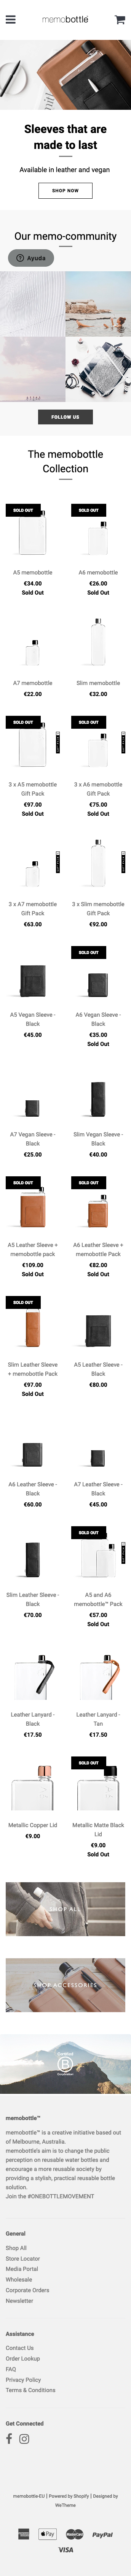 memobottle
Sleeves that are
made to last
Available in leather and vegan
SHOP NOW
Our memo-community
Ayuda
FOLLOW US
The memobottle
Collection
SOLD OUT
SOLD OUT
A5 memobottle
€34.00
Sold Out
A6 memobottle
€26.00
Sold Out
A7 memobottle
€22.00
Slim memobottle
€32.00
SOLD OUT
SOLD OUT
3 x A5 memobottle
Gift Pack
€97.00
Sold Out
3 x A6 memobottle
Gift Pack
€75.00
Sold Out
3 x A7 memobottle
Gift Pack
€63.00
3 x Slim memobottle
Gift Pack
€92.00
SOLD OUT
A5 Vegan Sleeve -
Black
€45.00
A6 Vegan Sleeve -
Black
€35.00
Sold Out
A7 Vegan Sleeve -
Black
€25.00
Slim Vegan Sleeve -
Black
€40.00
SOLD OUT
SOLD OUT
A5 Leather Sleeve +
memobottle pack
€109.00
Sold Out
A6 Leather Sleeve +
memobottle Pack
€82.00
Sold Out
SOLD OUT
Slim Leather Sleeve
+ memobottle Pack
€97.00
Sold Out
A5 Leather Sleeve -
Black
€80.00
A6 Leather Sleeve -
Black
€60.00
A7 Leather Sleeve -
Black
€45.00
SOLD OUT
Slim Leather Sleeve -
Black
€70.00
A5 and A6
memobottle™ Pack
€57.00
Sold Out
Leather Lanyard -
Black
€17.50
Leather Lanyard -
Tan
€17.50
SOLD OUT
Metallic Copper Lid
€9.00
Metallic Matte Black
Lid
€9.00
Sold Out
SHOP ALL
SHOP ACCESSORIES
Certified
B
Corporation
memobottle™
memobottle™ is a creative initiative based out
of Melbourne, Australia.
memobottle's aim is to change the public
perception on reusable water bottles and
encourage a more reusable society by
providing a stylish, practical reusable bottle
solution.
Join the #ONEBOTTLEMOVEMENT
General
Shop All
Store Locator
Media Portal
Wholesale
Corporate Orders
Newsletter
Assistance
Contact Us
Order Lookup
FAQ
Privacy Policy
Terms & Conditions
Get Connected
memobottle-EU | Powered by Shopify | Designed by
WeTheme
Pay
MasterCard
PayPal
VISA